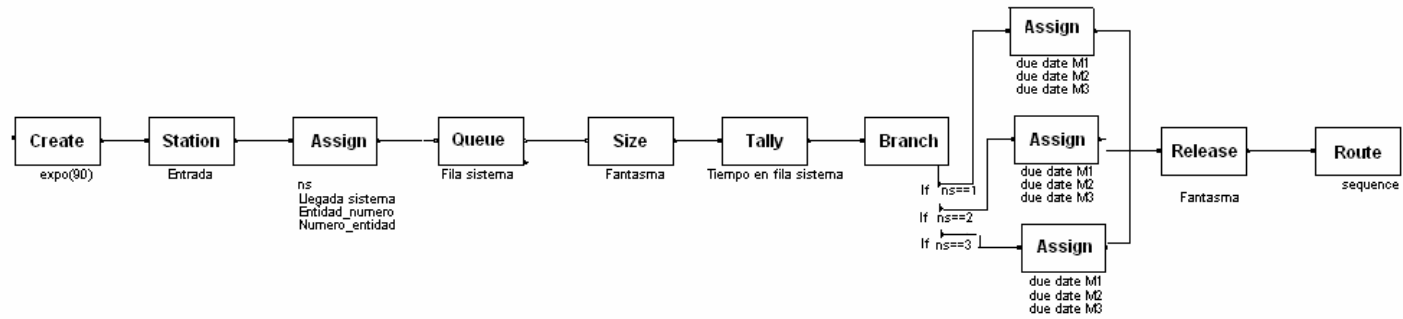 Create
expo(90)
Station
Entrada
Assign
ns
Llegada sistema
Entidad_numero
Numero_entidad
Queue
Fila sistema
Size
Fantasma
Tally
Tiempo en fila sistema
Branch
If ns==1
If ns==2
If ns==3
Assign
due date M1
due date M2
due date M3
Assign
due date M1
due date M2
due date M3
Assign
due date M1
due date M2
due date M3
Release
Fantasma
Route
sequence